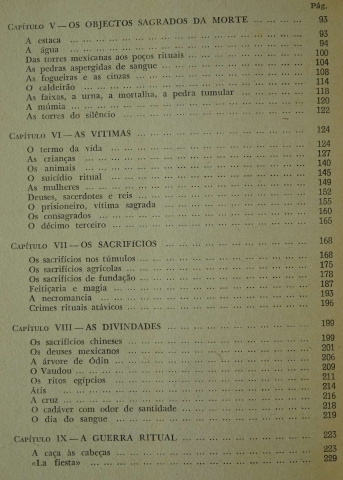 Pág.
CAPÍTULO V — OS OBJECTOS SAGRADOS DA MORTE ... 93
A estaca ... 93
A água ... 94
Das torres mexicanas aos poços rituais ... 100
As pedras aspergidas de sangue ... 104
As fogueiras e as cinzas ... 108
O caldeirão ... 114
As faixas, a urna, a mortalha, a pedra tumular ... 118
A múmia ... 120
As torres do silêncio ... 122
CAPÍTULO VI — AS VITIMAS ... 124
O termo da vida ... 124
As crianças ... 127
Os animais ... 140
O suicídio ritual ... 145
As mulheres ... 149
Deuses, sacerdotes e reis ... 152
O prisioneiro, vítima sagrada ... 155
Os consagrados ... 160
O décimo terceiro ... 165
CAPÍTULO VII — OS SACRIFÍCIOS ... 168
Os sacrifícios nos túmulos ... 168
Os sacrifícios agrícolas ... 175
Os sacrifícios de fundação ... 178
Feitiçaria e magia ... 187
A necromancia ... 193
Crimes rituais atávicos ... 196
CAPÍTULO VIII — AS DIVINDADES ... 199
Os sacrifícios chineses ... 199
Os deuses mexicanos ... 201
A árvore de Odin ... 206
O Vaudou ... 209
Os ritos egípcios ... 211
Átis ... 214
A cruz ... 216
O cadáver com odor de santidade ... 218
O dia do sangue ... 219
CAPÍTULO IX — A GUERRA RITUAL ... 223
A caça às cabeças ... 223
«La fiesta» ... 229